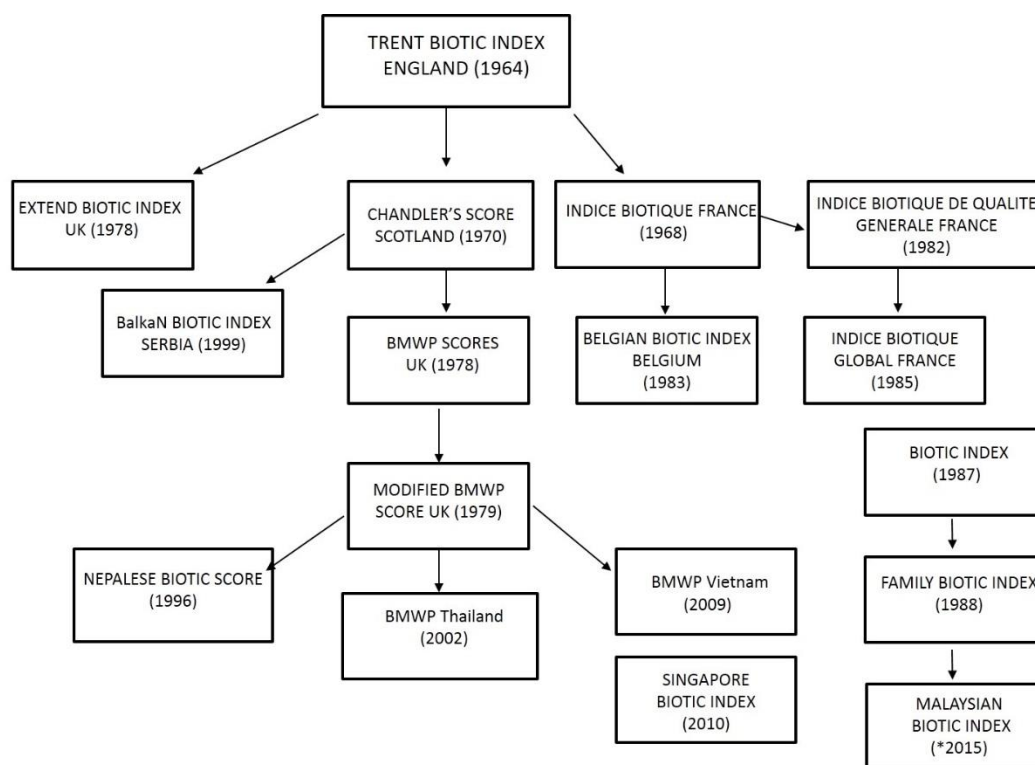 TRENT BIOTIC INDEX
ENGLAND (1964)
EXTEND BIOTIC INDEX
UK (1978)
CHANDLER'S SCORE
SCOTLAND (1970)
INDICE BIOTIQUE FRANCE
(1968)
INDICE BIOTIQUE DE QUALITE
GENERALE FRANCE
(1982)
BalkaN BIOTIC INDEX
SERBIA (1999)
BMWP SCORES
UK (1978)
BELGIAN BIOTIC INDEX
BELGIUM
(1983)
INDICE BIOTIQUE
GLOBAL FRANCE
(1985)
BIOTIC INDEX
(1987)
MODIFIED BMWP
SCORE UK (1979)
NEPALESE BIOTIC SCORE
(1996)
BMWP Thailand
(2002)
BMWP Vietnam
(2009)
FAMILY BIOTIC INDEX
(1988)
SINGAPORE
BIOTIC INDEX
(2010)
MALAYSIAN
BIOTIC INDEX
(*2015)